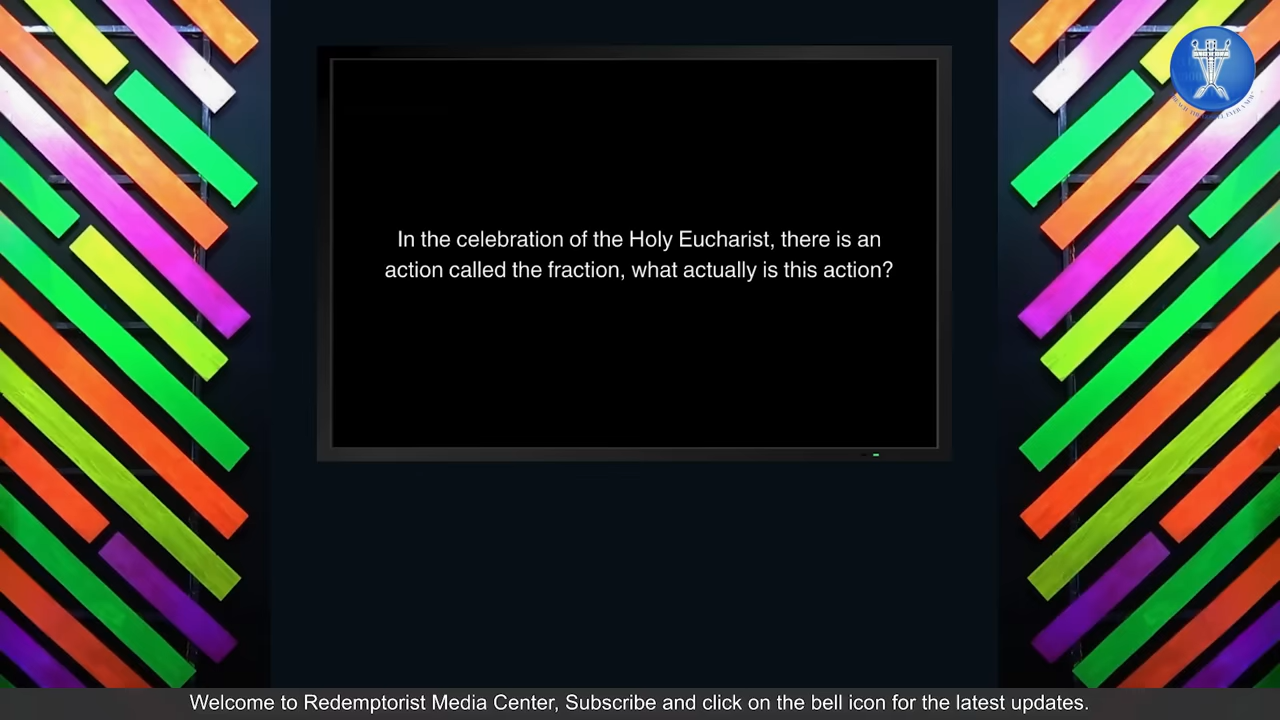 In the celebration of the Holy Eucharist, there is an
action called the fraction, what actually is this action?
Welcome to Redemptorist Media Center, Subscribe and click on the bell icon for the latest updates.